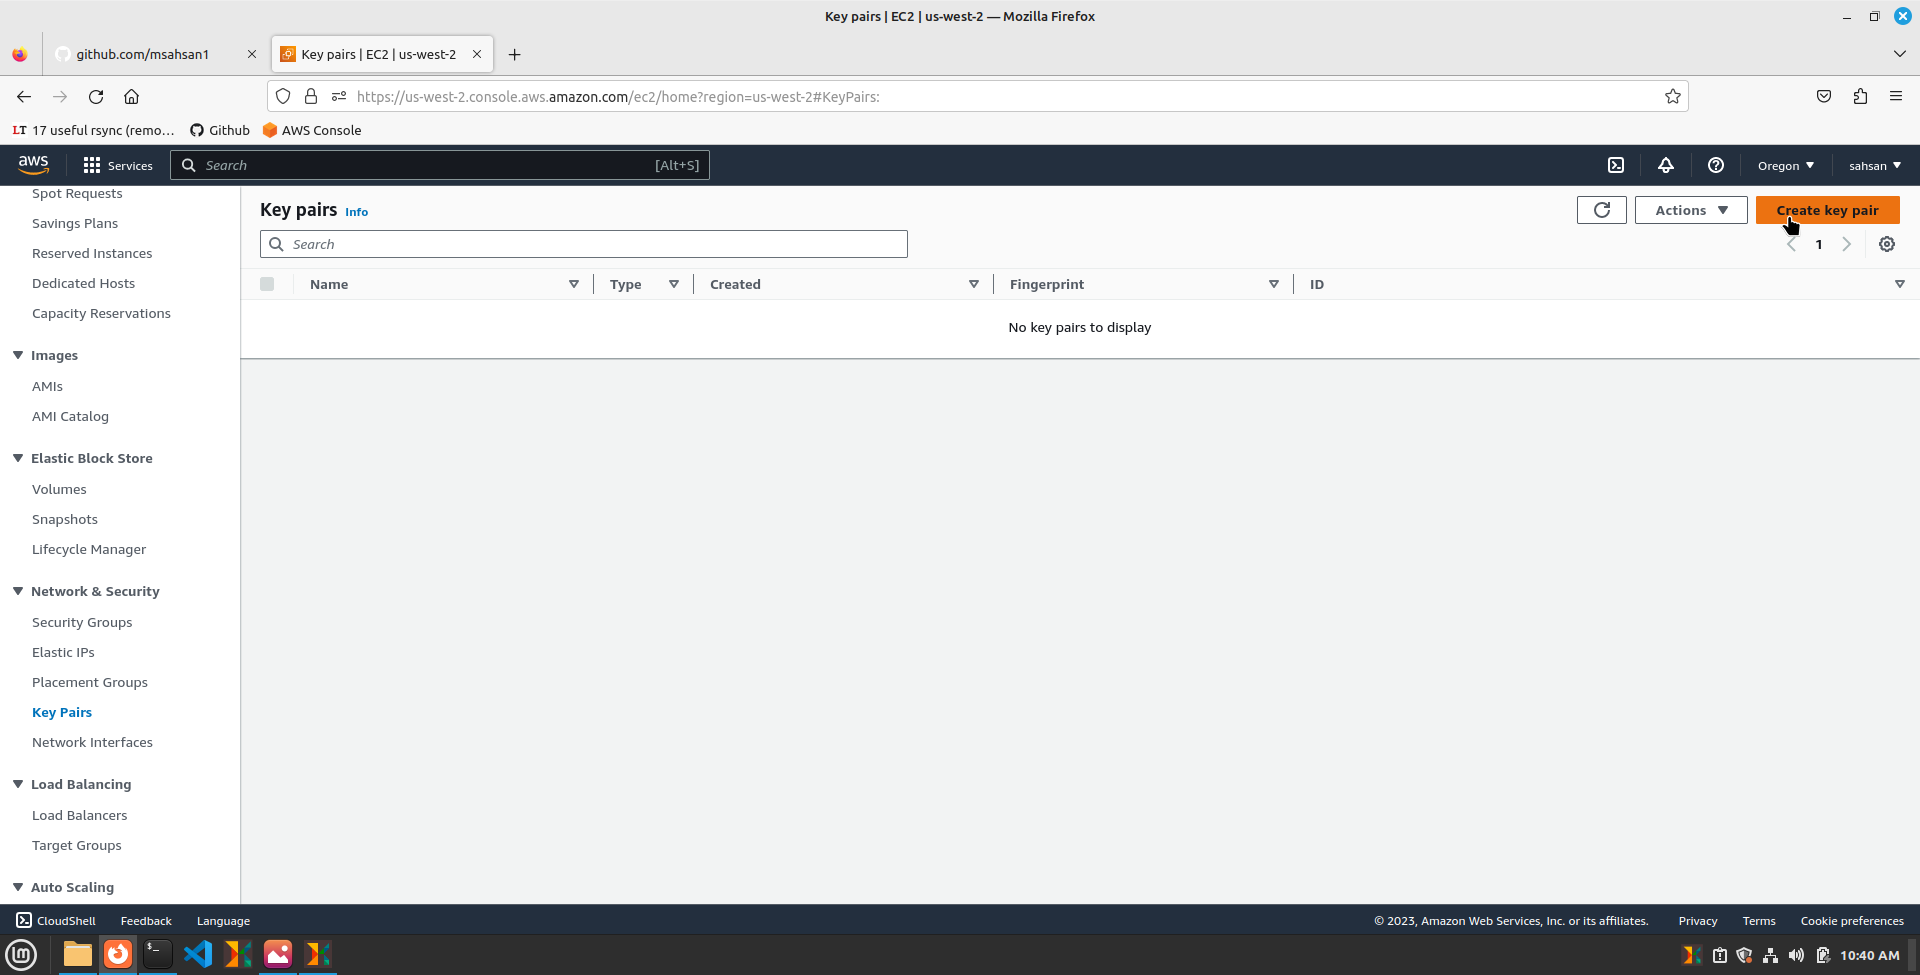 Key pairs | EC2 | us-west-2 — Mozilla Firefox
github.com/msahsan1
Key pairs | EC2 | us-west-2
https://us-west-2.console.aws.amazon.com/ec2/home?region=us-west-2#KeyPairs:
LT 17 useful rsync (remo… Github AWS Console
aws Services Search [Alt+S] Oregon sahsan
Spot Requests
Savings Plans
Reserved Instances
Dedicated Hosts
Capacity Reservations
Images
AMIs
AMI Catalog
Elastic Block Store
Volumes
Snapshots
Lifecycle Manager
Network & Security
Security Groups
Elastic IPs
Placement Groups
Key Pairs
Network Interfaces
Load Balancing
Load Balancers
Target Groups
Auto Scaling
Key pairs Info
Actions Create key pair
Search
1
Name Type Created Fingerprint ID
No key pairs to display
CloudShell Feedback Language © 2023, Amazon Web Services, Inc. or its affiliates. Privacy Terms Cookie preferences
10:40 AM